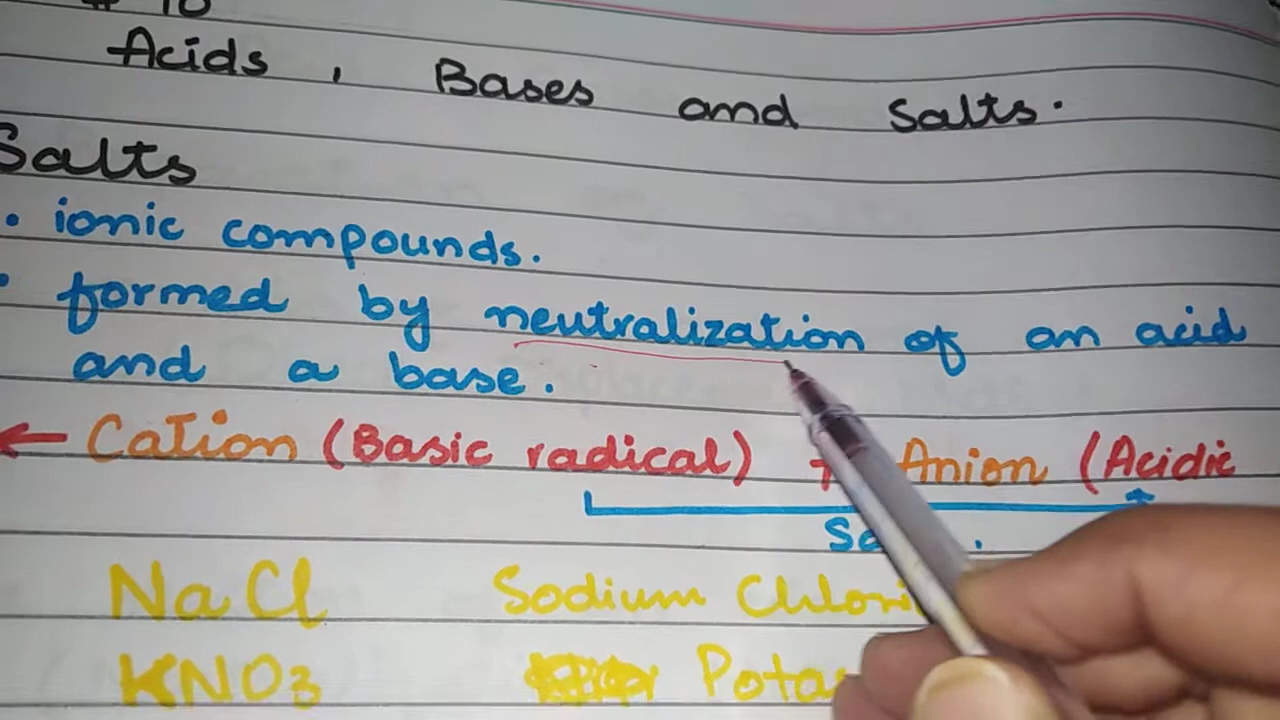 # 10
Acids, Bases and Salts.
Salts
• ionic compounds.
• formed by neutralization of an acid
and a base.
← Cation (Basic radical) + Anion (Acidic
NaCl Sodium
KNO3